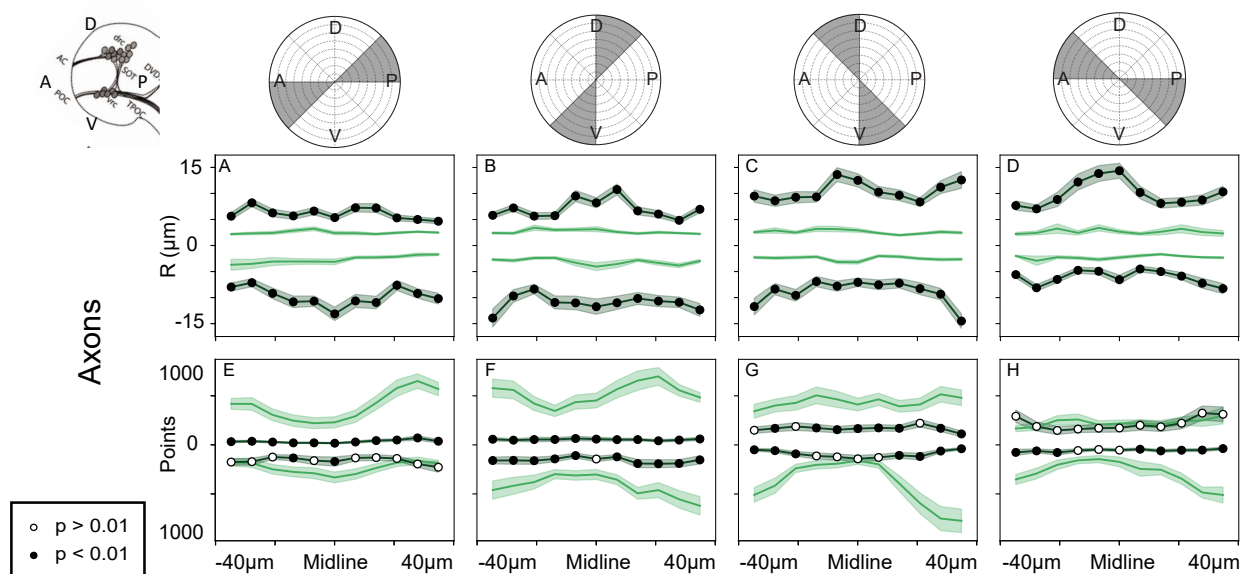 D
drc
AC
SOT
DVD
A
P
POC
vrc
TPOC
V
D
A
P
V
D
A
P
V
D
A
P
V
D
A
P
V
Axons
R (µm)
15
0
-15
A
B
C
D
Points
1000
0
1000
E
F
G
H
-40µm Midline 40µm
-40µm Midline 40µm
-40µm Midline 40µm
-40µm Midline 40µm
p > 0.01
p < 0.01